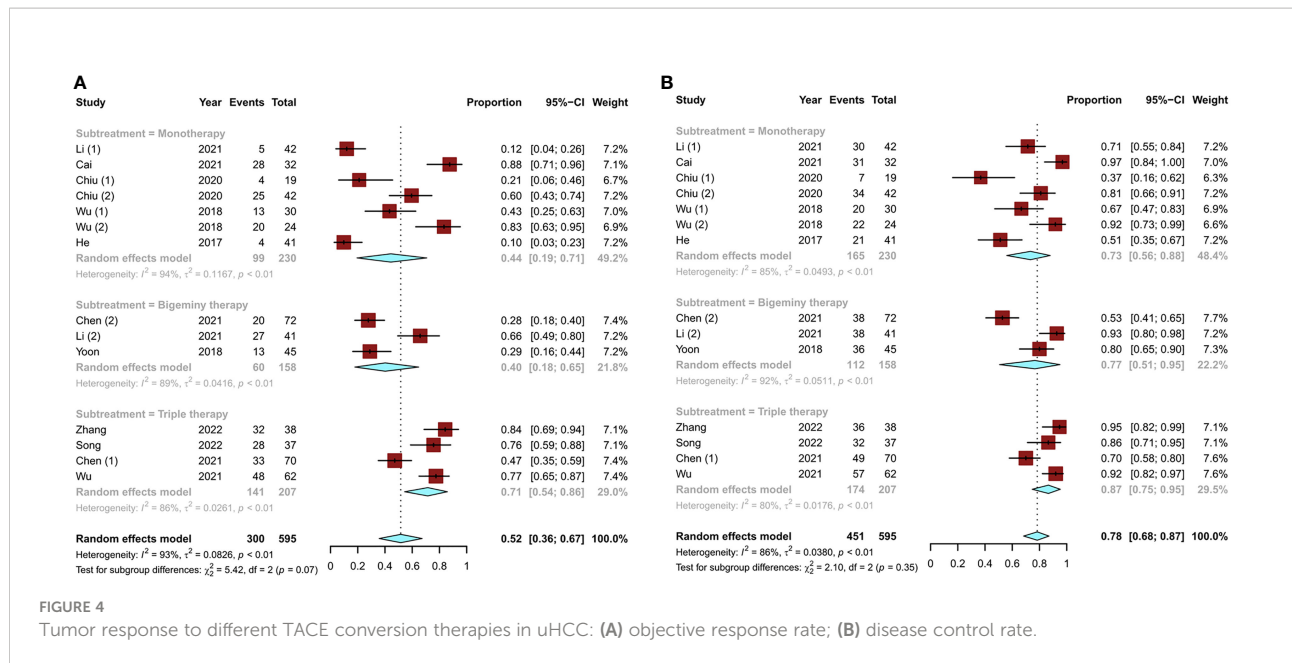 A
Study Year Events Total Proportion 95%−CI Weight
Subtreatment = Monotherapy
Li (1) 2021 5 42 0.12 [0.04; 0.26] 7.2%
Cai 2021 28 32 0.88 [0.71; 0.96] 7.1%
Chiu (1) 2020 4 19 0.21 [0.06; 0.46] 6.7%
Chiu (2) 2020 25 42 0.60 [0.43; 0.74] 7.2%
Wu (1) 2018 13 30 0.43 [0.25; 0.63] 7.0%
Wu (2) 2018 20 24 0.83 [0.63; 0.95] 6.9%
He 2017 4 41 0.10 [0.03; 0.23] 7.2%
Random effects model 99 230 0.44 [0.19; 0.71] 49.2%
Heterogeneity: I² = 94%, τ² = 0.1167, p < 0.01
Subtreatment = Bigeminy therapy
Chen (2) 2021 20 72 0.28 [0.18; 0.40] 7.4%
Li (2) 2021 27 41 0.66 [0.49; 0.80] 7.2%
Yoon 2018 13 45 0.29 [0.16; 0.44] 7.2%
Random effects model 60 158 0.40 [0.18; 0.65] 21.8%
Heterogeneity: I² = 89%, τ² = 0.0416, p < 0.01
Subtreatment = Triple therapy
Zhang 2022 32 38 0.84 [0.69; 0.94] 7.1%
Song 2022 28 37 0.76 [0.59; 0.88] 7.1%
Chen (1) 2021 33 70 0.47 [0.35; 0.59] 7.4%
Wu 2021 48 62 0.77 [0.65; 0.87] 7.4%
Random effects model 141 207 0.71 [0.54; 0.86] 29.0%
Heterogeneity: I² = 86%, τ² = 0.0261, p < 0.01
Random effects model 300 595 0.52 [0.36; 0.67] 100.0%
Heterogeneity: I² = 93%, τ² = 0.0826, p < 0.01
Test for subgroup differences: χ²₂ = 5.42, df = 2 (p = 0.07)
0 0.2 0.4 0.6 0.8 1
B
Study Year Events Total Proportion 95%−CI Weight
Subtreatment = Monotherapy
Li (1) 2021 30 42 0.71 [0.55; 0.84] 7.2%
Cai 2021 31 32 0.97 [0.84; 1.00] 7.0%
Chiu (1) 2020 7 19 0.37 [0.16; 0.62] 6.3%
Chiu (2) 2020 34 42 0.81 [0.66; 0.91] 7.2%
Wu (1) 2018 20 30 0.67 [0.47; 0.83] 6.9%
Wu (2) 2018 22 24 0.92 [0.73; 0.99] 6.6%
He 2017 21 41 0.51 [0.35; 0.67] 7.2%
Random effects model 165 230 0.73 [0.56; 0.88] 48.4%
Heterogeneity: I² = 85%, τ² = 0.0493, p < 0.01
Subtreatment = Bigeminy therapy
Chen (2) 2021 38 72 0.53 [0.41; 0.65] 7.7%
Li (2) 2021 38 41 0.93 [0.80; 0.98] 7.2%
Yoon 2018 36 45 0.80 [0.65; 0.90] 7.3%
Random effects model 112 158 0.77 [0.51; 0.95] 22.2%
Heterogeneity: I² = 92%, τ² = 0.0511, p < 0.01
Subtreatment = Triple therapy
Zhang 2022 36 38 0.95 [0.82; 0.99] 7.1%
Song 2022 32 37 0.86 [0.71; 0.95] 7.1%
Chen (1) 2021 49 70 0.70 [0.58; 0.80] 7.6%
Wu 2021 57 62 0.92 [0.82; 0.97] 7.6%
Random effects model 174 207 0.87 [0.75; 0.95] 29.5%
Heterogeneity: I² = 80%, τ² = 0.0176, p < 0.01
Random effects model 451 595 0.78 [0.68; 0.87] 100.0%
Heterogeneity: I² = 86%, τ² = 0.0380, p < 0.01
Test for subgroup differences: χ²₂ = 2.10, df = 2 (p = 0.35)
0 0.2 0.4 0.6 0.8 1
FIGURE 4
Tumor response to different TACE conversion therapies in uHCC: (A) objective response rate; (B) disease control rate.